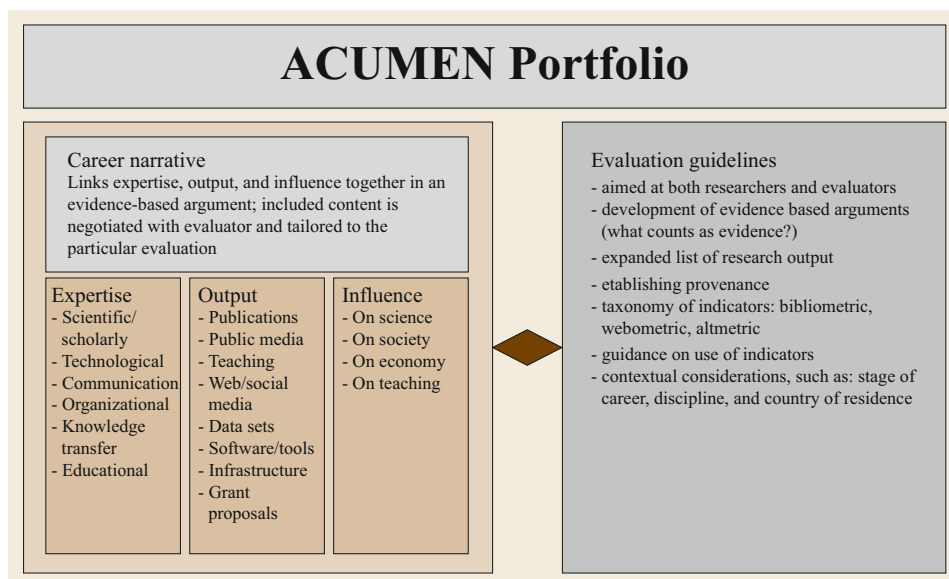 ACUMEN Portfolio
Career narrative
Links expertise, output, and influence together in an
evidence-based argument; included content is
negotiated with evaluator and tailored to the
particular evaluation
Expertise
- Scientific/
scholarly
- Technological
- Communication
- Organizational
- Knowledge
transfer
- Educational
Output
- Publications
- Public media
- Teaching
- Web/social
media
- Data sets
- Software/tools
- Infrastructure
- Grant
proposals
Influence
- On science
- On society
- On economy
- On teaching
Evaluation guidelines
- aimed at both researchers and evaluators
- development of evidence based arguments
(what counts as evidence?)
- expanded list of research output
- etablishing provenance
- taxonomy of indicators: bibliometric,
webometric, altmetric
- guidance on use of indicators
- contextual considerations, such as: stage of
career, discipline, and country of residence